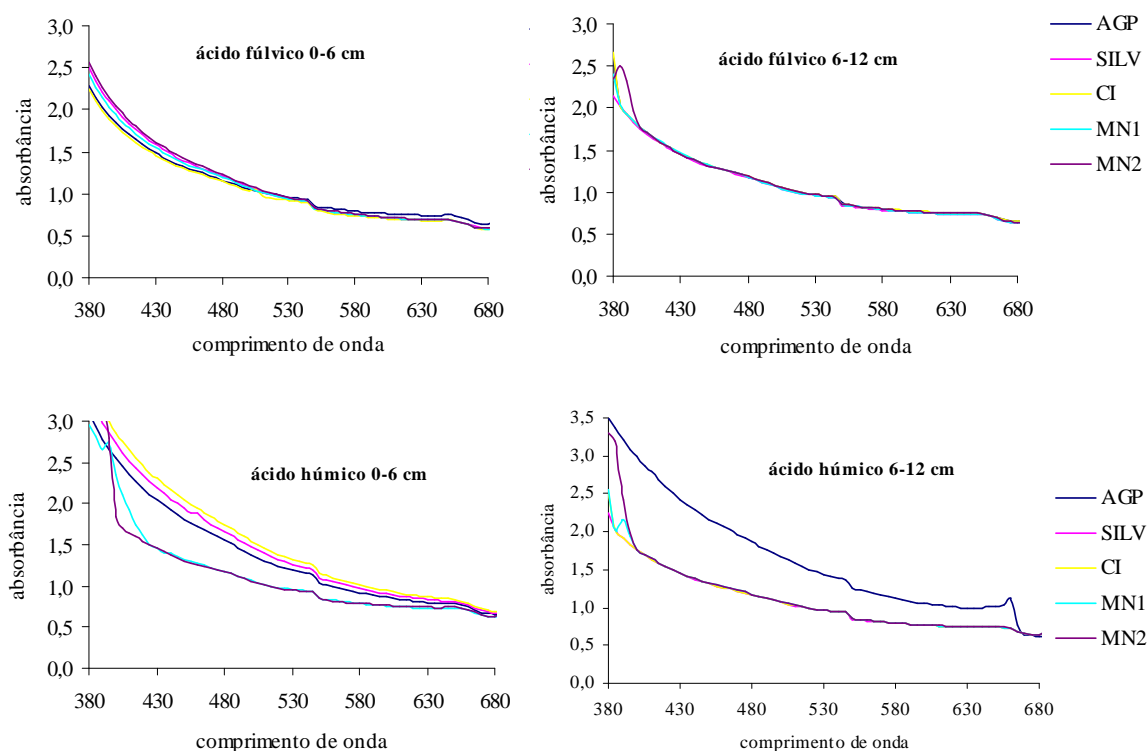 ácido fúlvico 0-6 cm
absorbância
3,0
2,5
2,0
1,5
1,0
0,5
0,0
380 430 480 530 580 630 680
comprimento de onda
ácido fúlvico 6-12 cm
absorbância
3,0
2,5
2,0
1,5
1,0
0,5
0,0
380 430 480 530 580 630 680
comprimento de onda
AGP
SILV
CI
MN1
MN2
ácido húmico 0-6 cm
absorbância
3,0
2,5
2,0
1,5
1,0
0,5
0,0
380 430 480 530 580 630 680
comprimento de onda
ácido húmico 6-12 cm
absorbância
3,5
3,0
2,5
2,0
1,5
1,0
0,5
0,0
380 430 480 530 580 630 680
comprimento de onda
AGP
SILV
CI
MN1
MN2